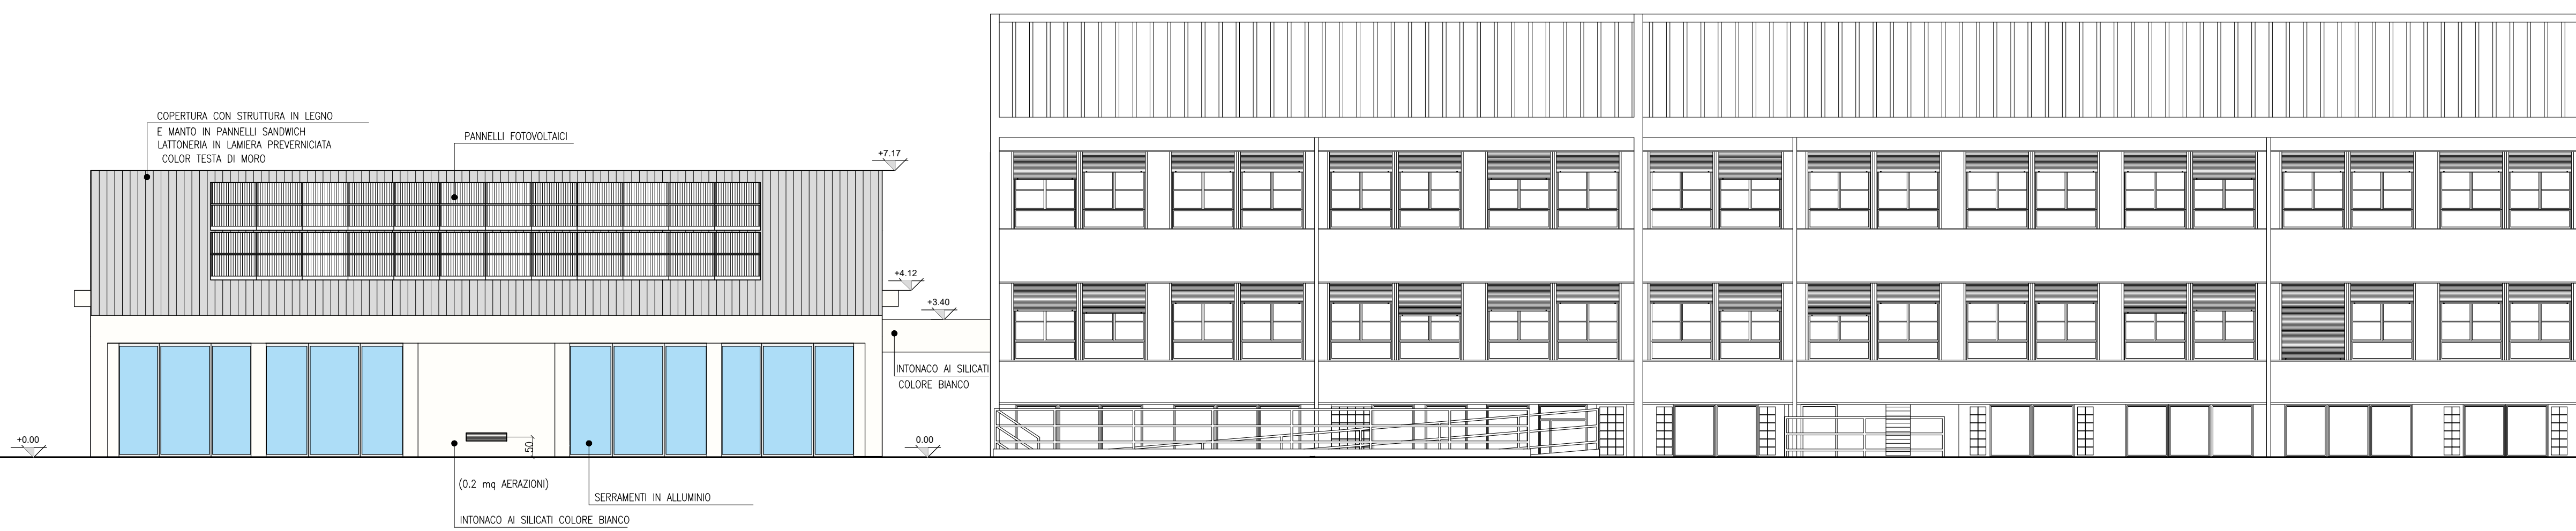 COPERTURA CON STRUTTURA IN LEGNO
E MANTO IN PANNELLI SANDWICH
LATTONERIA IN LAMIERA PREVERNICIATA
COLOR TESTA DI MORO
PANNELLI FOTOVOLTAICI
+7.17
+4.12
+3.40
INTONACO AI SILICATI
COLORE BIANCO
+0.00
50
0.00
(0.2 mq AERAZIONI)
SERRAMENTI IN ALLUMINIO
INTONACO AI SILICATI COLORE BIANCO